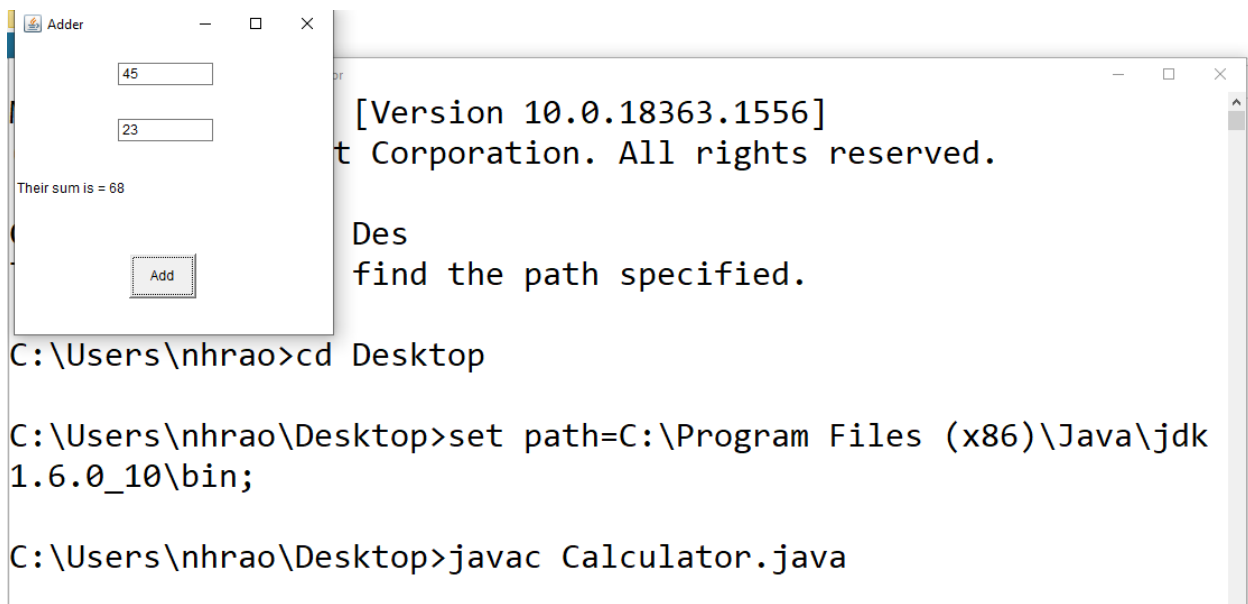 Adder
45
23
Their sum is = 68
Add
or
[Version 10.0.18363.1556]
t Corporation. All rights reserved.
Des
find the path specified.
C:\Users\nhrao>cd Desktop
C:\Users\nhrao\Desktop>set path=C:\Program Files (x86)\Java\jdk
1.6.0_10\bin;
C:\Users\nhrao\Desktop>javac Calculator.java